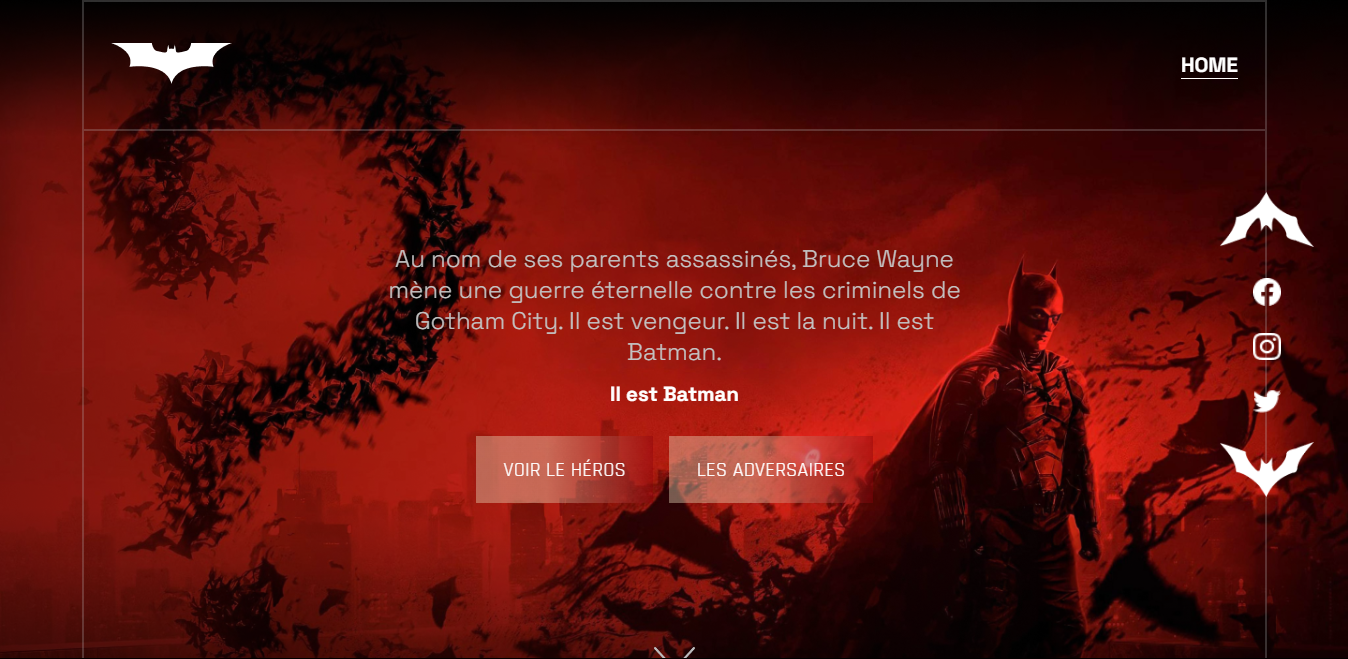 HOME
Au nom de ses parents assassinés, Bruce Wayne
mène une guerre éternelle contre les criminels de
Gotham City. Il est vengeur. Il est la nuit. Il est
Batman.
Il est Batman
VOIR LE HÉROS
LES ADVERSAIRES